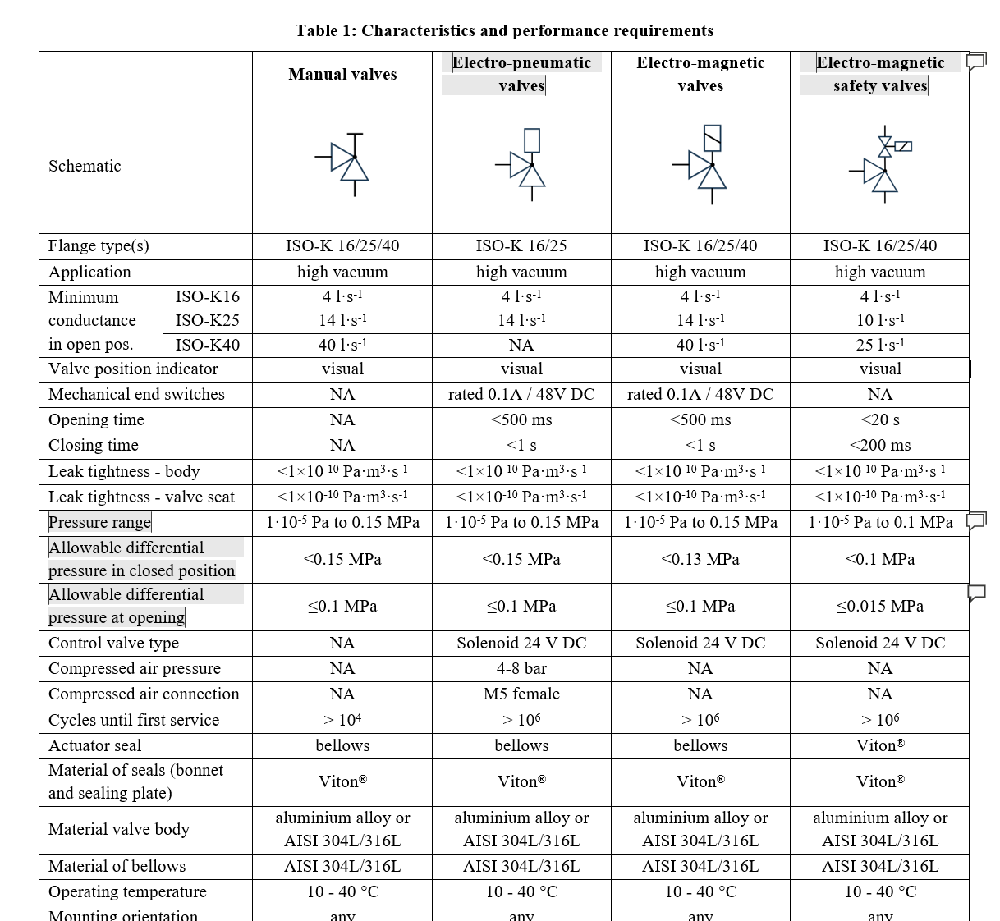 Table 1: Characteristics and performance requirements
Manual valves
Electro-pneumatic
valves
Electro-magnetic
valves
Electro-magnetic
safety valves
Schematic
Flange type(s) ISO-K 16/25/40 ISO-K 16/25 ISO-K 16/25/40 ISO-K 16/25/40
Application high vacuum high vacuum high vacuum high vacuum
Minimum
conductance
in open pos.
ISO-K16 4 l·s⁻¹ 4 l·s⁻¹ 4 l·s⁻¹ 4 l·s⁻¹
ISO-K25 14 l·s⁻¹ 14 l·s⁻¹ 14 l·s⁻¹ 10 l·s⁻¹
ISO-K40 40 l·s⁻¹ NA 40 l·s⁻¹ 25 l·s⁻¹
Valve position indicator visual visual visual visual
Mechanical end switches NA rated 0.1A / 48V DC rated 0.1A / 48V DC NA
Opening time NA <500 ms <500 ms <20 s
Closing time NA <1 s <1 s <200 ms
Leak tightness - body <1×10⁻¹⁰ Pa·m³·s⁻¹ <1×10⁻¹⁰ Pa·m³·s⁻¹ <1×10⁻¹⁰ Pa·m³·s⁻¹ <1×10⁻¹⁰ Pa·m³·s⁻¹
Leak tightness - valve seat <1×10⁻¹⁰ Pa·m³·s⁻¹ <1×10⁻¹⁰ Pa·m³·s⁻¹ <1×10⁻¹⁰ Pa·m³·s⁻¹ <1×10⁻¹⁰ Pa·m³·s⁻¹
Pressure range 1·10⁻⁵ Pa to 0.15 MPa 1·10⁻⁵ Pa to 0.15 MPa 1·10⁻⁵ Pa to 0.15 MPa 1·10⁻⁵ Pa to 0.1 MPa
Allowable differential
pressure in closed position
≤0.15 MPa ≤0.15 MPa ≤0.13 MPa ≤0.1 MPa
Allowable differential
pressure at opening
≤0.1 MPa ≤0.1 MPa ≤0.1 MPa ≤0.015 MPa
Control valve type NA Solenoid 24 V DC Solenoid 24 V DC Solenoid 24 V DC
Compressed air pressure NA 4-8 bar NA NA
Compressed air connection NA M5 female NA NA
Cycles until first service > 10⁴ > 10⁶ > 10⁶ > 10⁶
Actuator seal bellows bellows bellows Viton®
Material of seals (bonnet
and sealing plate)
Viton® Viton® Viton® Viton®
Material valve body
aluminium alloy or
AISI 304L/316L
aluminium alloy or
AISI 304L/316L
aluminium alloy or
AISI 304L/316L
aluminium alloy or
AISI 304L/316L
Material of bellows AISI 304L/316L AISI 304L/316L AISI 304L/316L AISI 304L/316L
Operating temperature 10 - 40 °C 10 - 40 °C 10 - 40 °C 10 - 40 °C
Mounting orientation any any any any